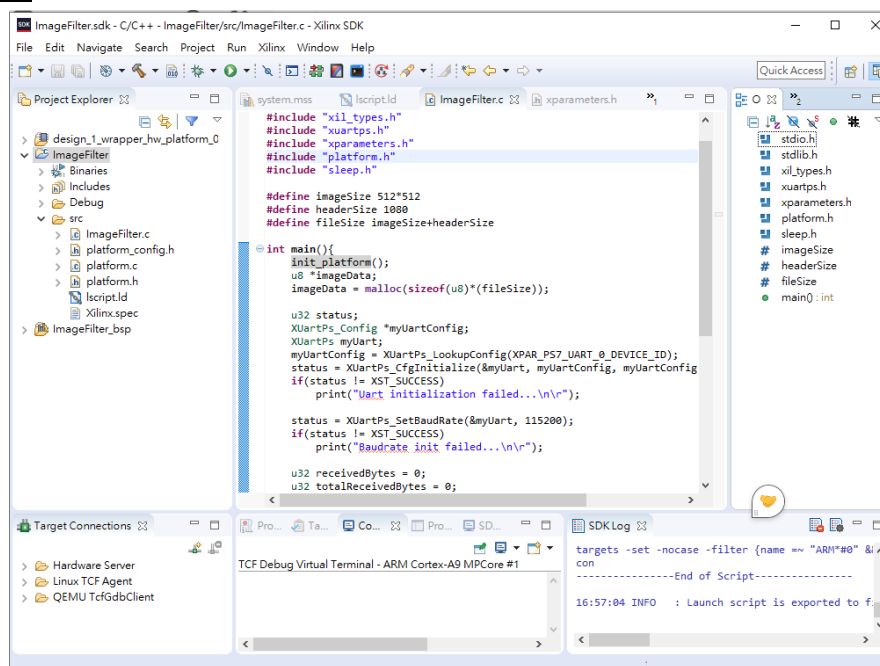 ImageFilter.sdk - C/C++ - ImageFilter/src/ImageFilter.c - Xilinx SDK
File Edit Navigate Search Project Run Xilinx Window Help
Quick Access
Project Explorer
design_1_wrapper_hw_platform_0
ImageFilter
Binaries
Includes
Debug
src
ImageFilter.c
platform_config.h
platform.c
platform.h
lscript.ld
Xilinx.spec
ImageFilter_bsp
system.mss lscript.ld ImageFilter.c xparameters.h »1
#include "xil_types.h"
#include "xuartps.h"
#include "xparameters.h"
#include "platform.h"
#include "sleep.h"
#define imageSize 512*512
#define headerSize 1080
#define fileSize imageSize+headerSize
int main(){
init_platform();
u8 *imageData;
imageData = malloc(sizeof(u8)*(fileSize));
u32 status;
XUartPs_Config *myUartConfig;
XUartPs myUart;
myUartConfig = XUartPs_LookupConfig(XPAR_PS7_UART_0_DEVICE_ID);
status = XUartPs_CfgInitialize(&myUart, myUartConfig, myUartConfig
if(status != XST_SUCCESS)
print("Uart initialization failed...\n\r");
status = XUartPs_SetBaudRate(&myUart, 115200);
if(status != XST_SUCCESS)
print("Baudrate init failed...\n\r");
u32 receivedBytes = 0;
u32 totalReceivedBytes = 0;
O »2
stdio.h
stdlib.h
xil_types.h
xuartps.h
xparameters.h
platform.h
sleep.h
imageSize
headerSize
fileSize
main() : int
Target Connections
Hardware Server
Linux TCF Agent
QEMU TcfGdbClient
Pro... Ta... Co... Pro... SD...
TCF Debug Virtual Terminal - ARM Cortex-A9 MPCore #1
SDK Log
targets -set -nocase -filter {name =~ "ARM*#0" &&
con
----------------End of Script----------------
16:57:04 INFO : Launch script is exported to f